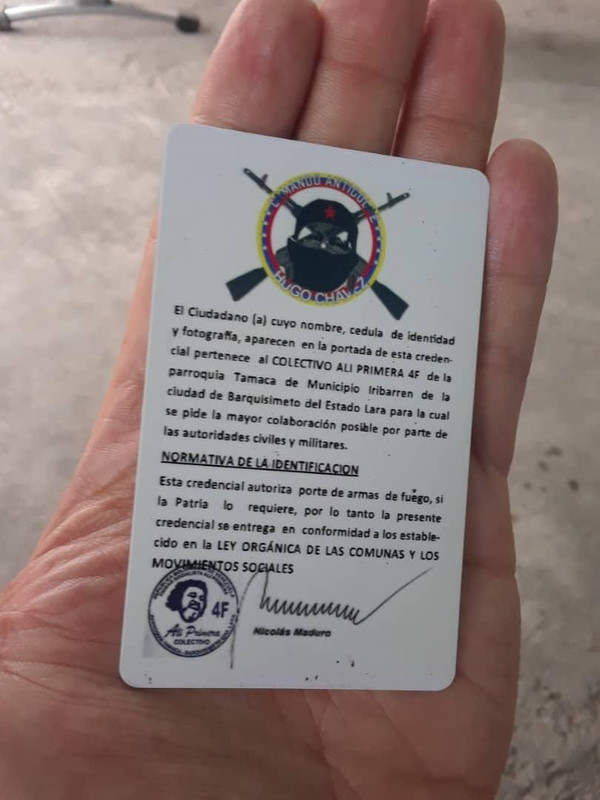 COMANDO ANTIGOLPE
HUGO CHAVEZ
El Ciudadano (a) cuyo nombre, cedula de identidad
y fotografía, aparecen en la portada de esta creden-
cial pertenece al COLECTIVO ALI PRIMERA 4F de la
parroquia Tamaca de Municipio Iribarren de la
ciudad de Barquisimeto del Estado Lara para la cual
se pide la mayor colaboración posible por parte de
las autoridades civiles y militares.
NORMATIVA DE LA IDENTIFICACION
Esta credencial autoriza porte de armas de fuego, si
la Patria lo requiere, por lo tanto la presente
credencial se entrega en conformidad a los estable-
cido en la LEY ORGÁNICA DE LAS COMUNAS Y LOS
MOVIMIENTOS SOCIALES
4F
Ali Primera
COLECTIVO
Nicolás Maduro